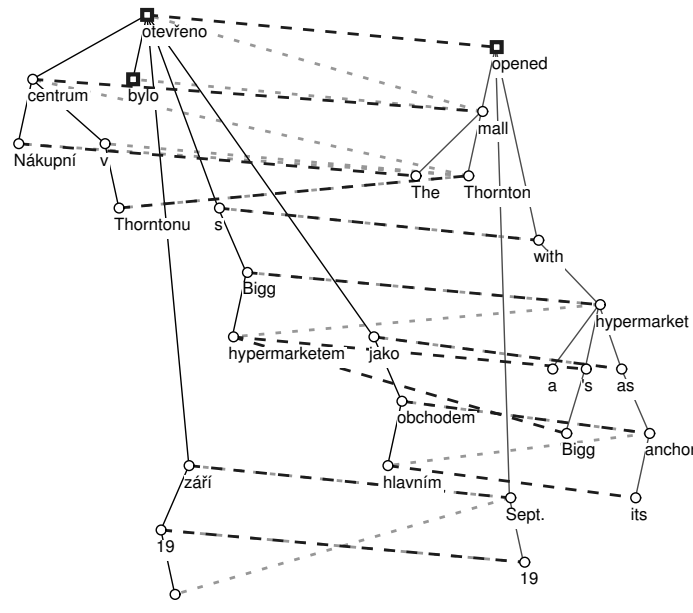 otevřeno
opened
centrum
bylo
mall
Nákupní
v
The
Thornton
Thorntonu
s
with
Bigg
hypermarket
hypermarketem
jako
a
's
as
obchodem
Bigg
anchor
září
hlavním
Sept.
its
19
19